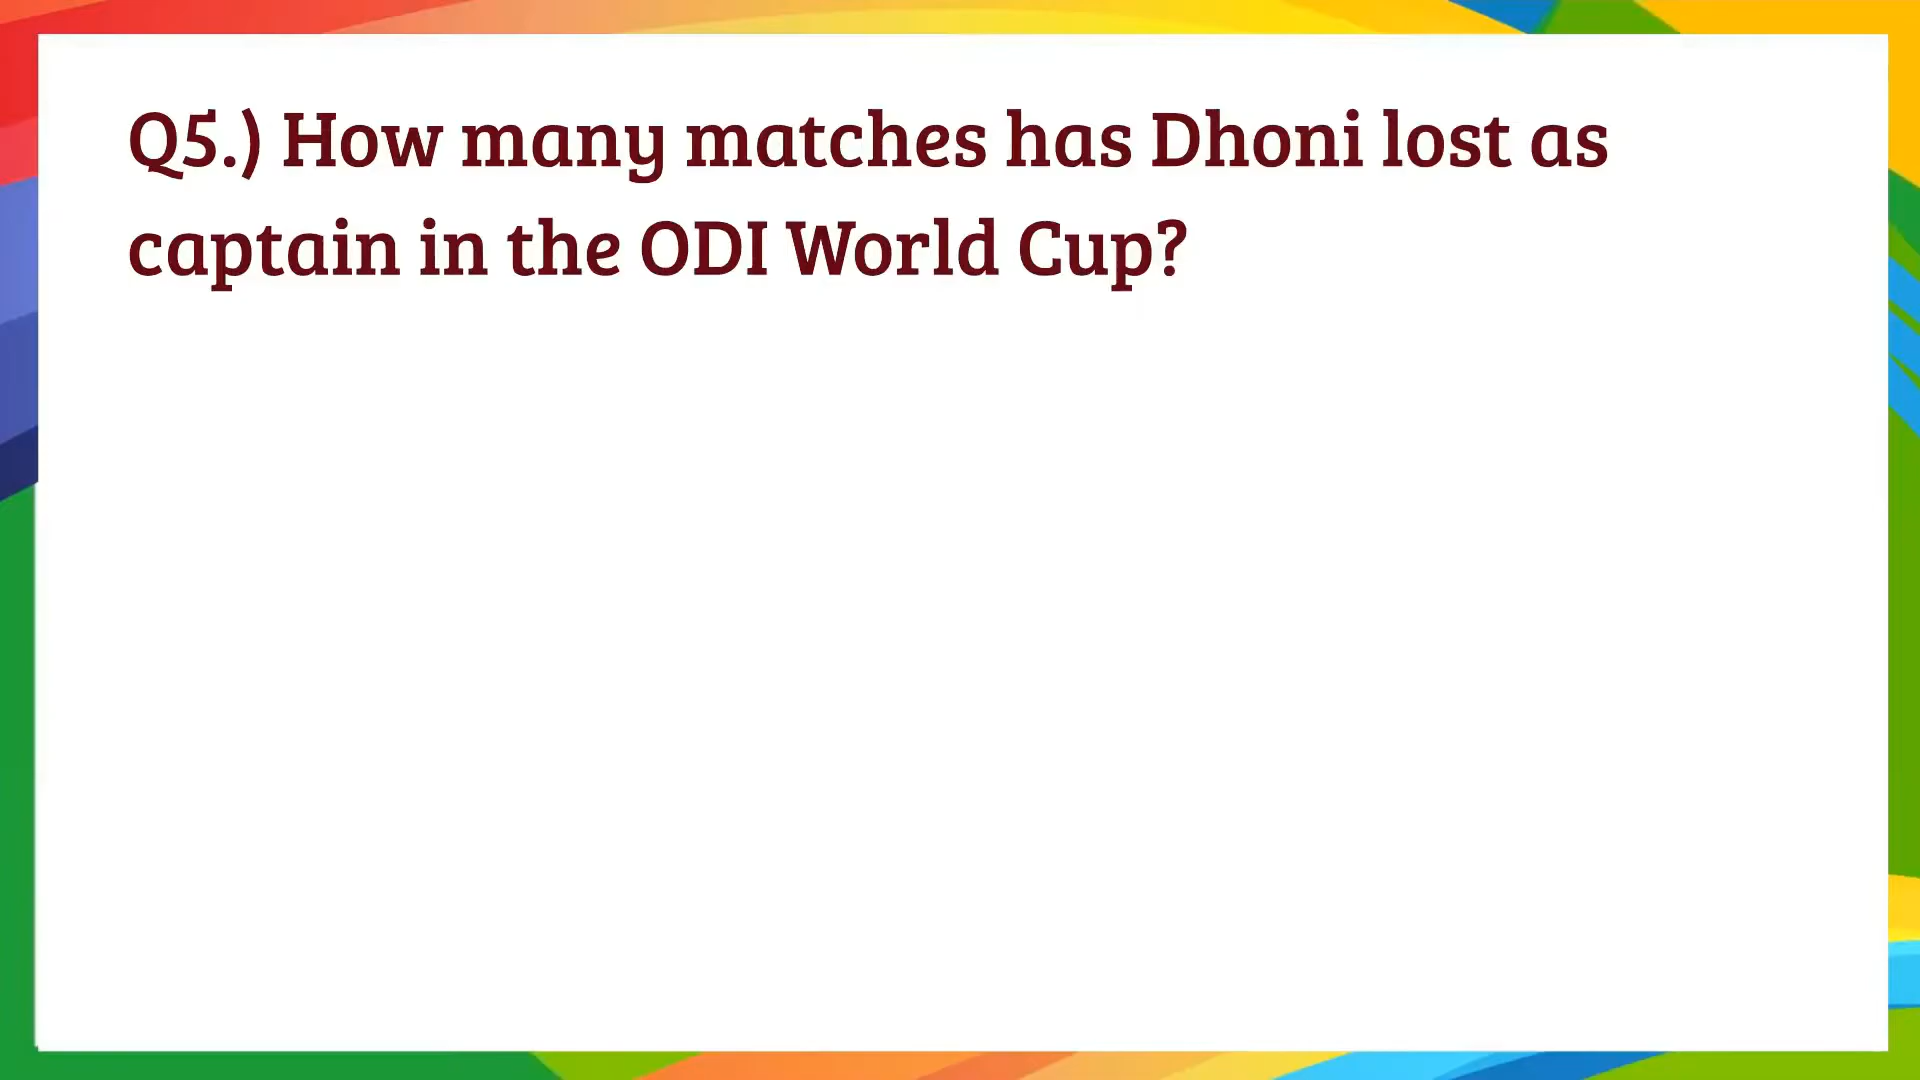 Q5.) How many matches has Dhoni lost as
captain in the ODI World Cup?